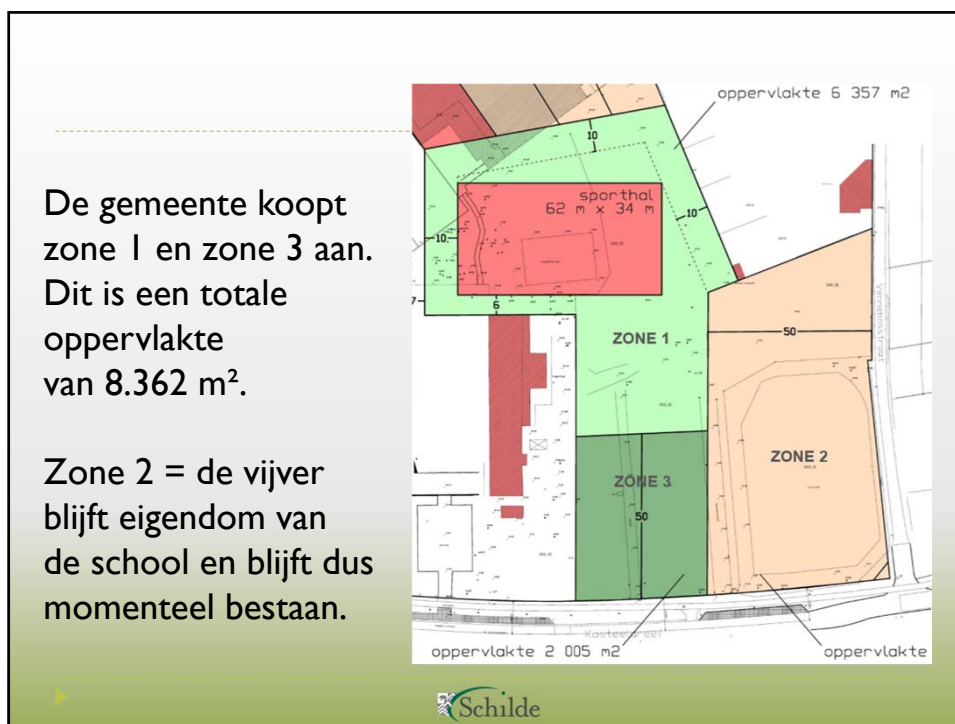 De gemeente koopt
zone 1 en zone 3 aan.
Dit is een totale
oppervlakte
van 8.362 m².
Zone 2 = de vijver
blijft eigendom van
de school en blijft dus
momenteel bestaan.
oppervlakte 6 357 m2
10
sporthal
62 m x 34 m
10
10
7
6
ZONE 1
50
ZONE 2
ZONE 3
50
Kasteeldreef
oppervlakte 2 005 m2
oppervlakte
Schilde